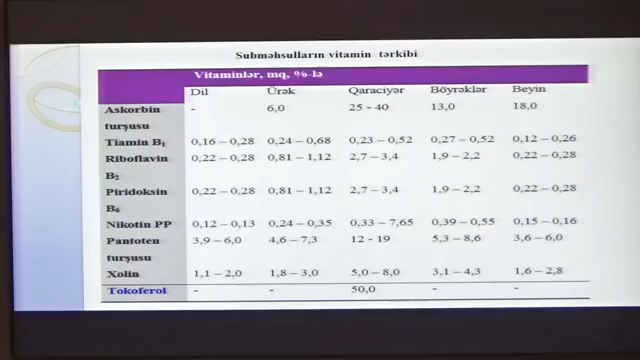 Subməhsulların vitamin tərkibi
Vitaminlər, mq, %-lə
Dil Ürək Qaraciyər Böyrəklər Beyin
Askorbin turşusu - 6,0 25 - 40 13,0 18,0
Tiamin B₁ 0,16 – 0,28 0,24 – 0,68 0,23 – 0,52 0,27 – 0,52 0,12 – 0,26
Riboflavin B₂ 0,22 – 0,28 0,81 – 1,12 2,7 – 3,4 1,9 – 2,2 0,22 – 0,28
Piridoksin B₆ 0,22 – 0,28 0,81 – 1,12 2,7 – 3,4 1,9 – 2,2 0,22 – 0,28
Nikotin PP 0,12 – 0,13 0,24 – 0,35 0,33 – 7,65 0,39 – 0,55 0,15 – 0,16
Pantoten turşusu 3,9 – 6,0 4,6 – 7,3 12 - 19 5,3 – 8,6 3,6 – 6,0
Xolin 1,1 – 2,0 1,8 – 3,0 5,0 – 8,0 3,1 – 4,3 1,6 – 2,8
Tokoferol - - 50,0 - -